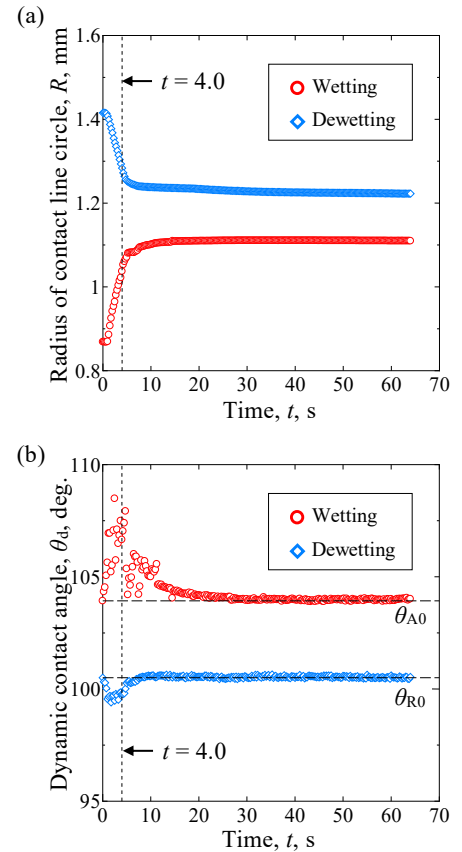 (a)
Radius of contact line circle, R, mm
1.6
1.4
1.2
1
0.8
t = 4.0
Wetting
Dewetting
0 10 20 30 40 50 60 70
Time, t, s
(b)
Dynamic contact angle, θd, deg.
110
105
100
95
Wetting
Dewetting
θA0
θR0
t = 4.0
0 10 20 30 40 50 60 70
Time, t, s